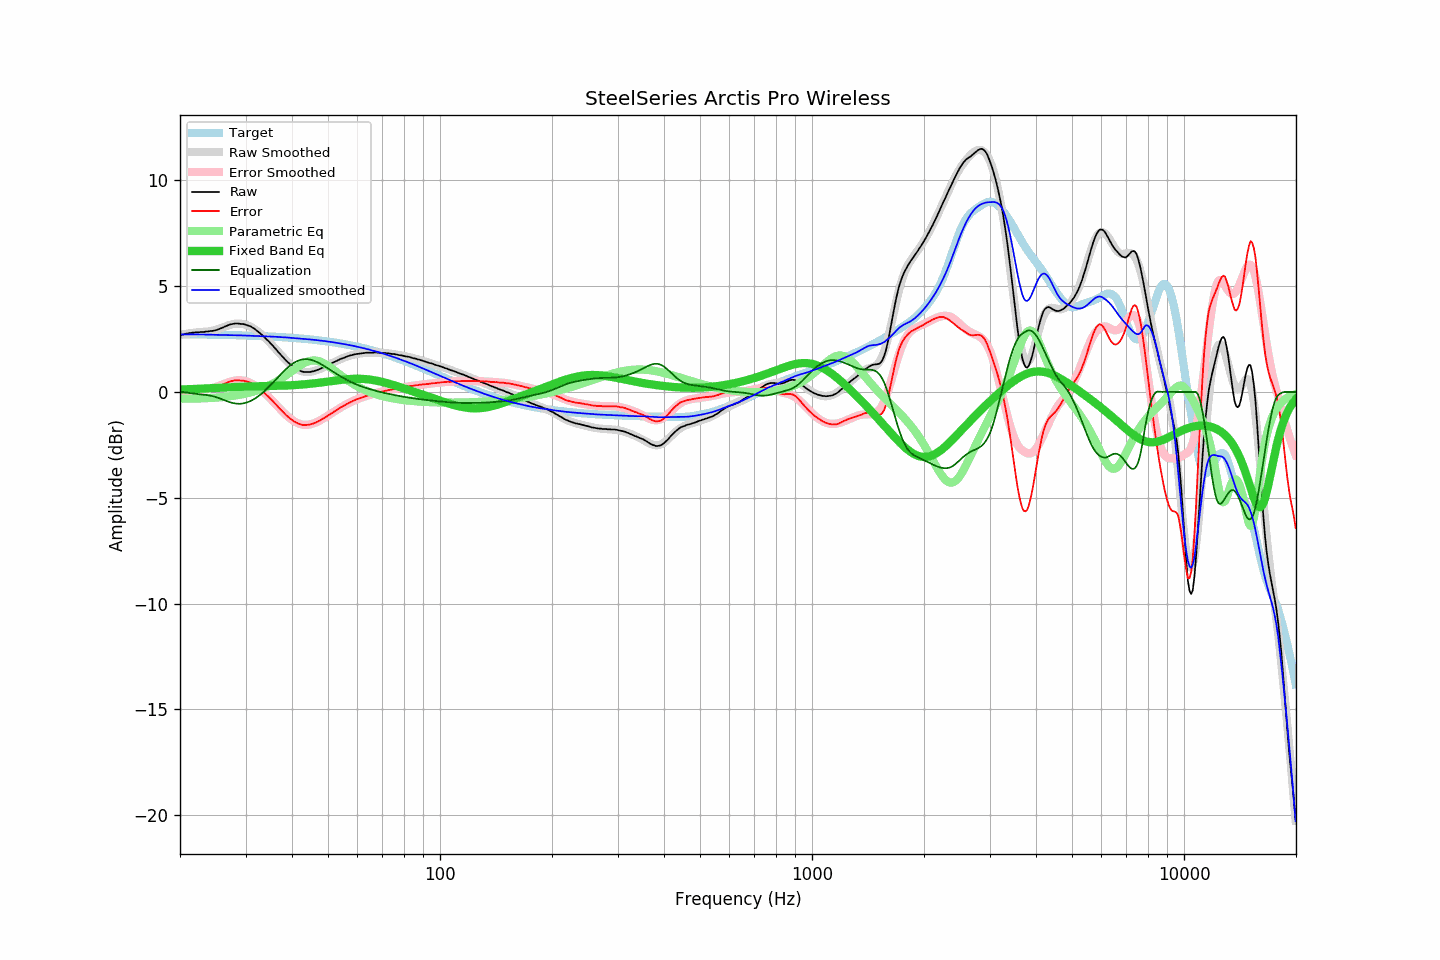 SteelSeries Arctis Pro Wireless
Target
Raw Smoothed
Error Smoothed
Raw
Error
Parametric Eq
Fixed Band Eq
Equalization
Equalized smoothed
10
5
0
−5
−10
−15
−20
Amplitude (dBr)
100
1000
10000
Frequency (Hz)